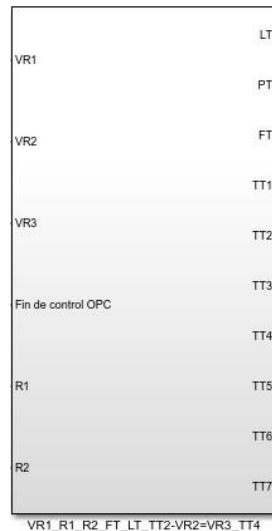 LT
VR1
PT
VR2
FT
TT1
VR3
TT2
TT3
Fin de control OPC
TT4
R1
TT5
TT6
R2
TT7
VR1_R1_R2_FT_LT_TT2-VR2=VR3_TT4